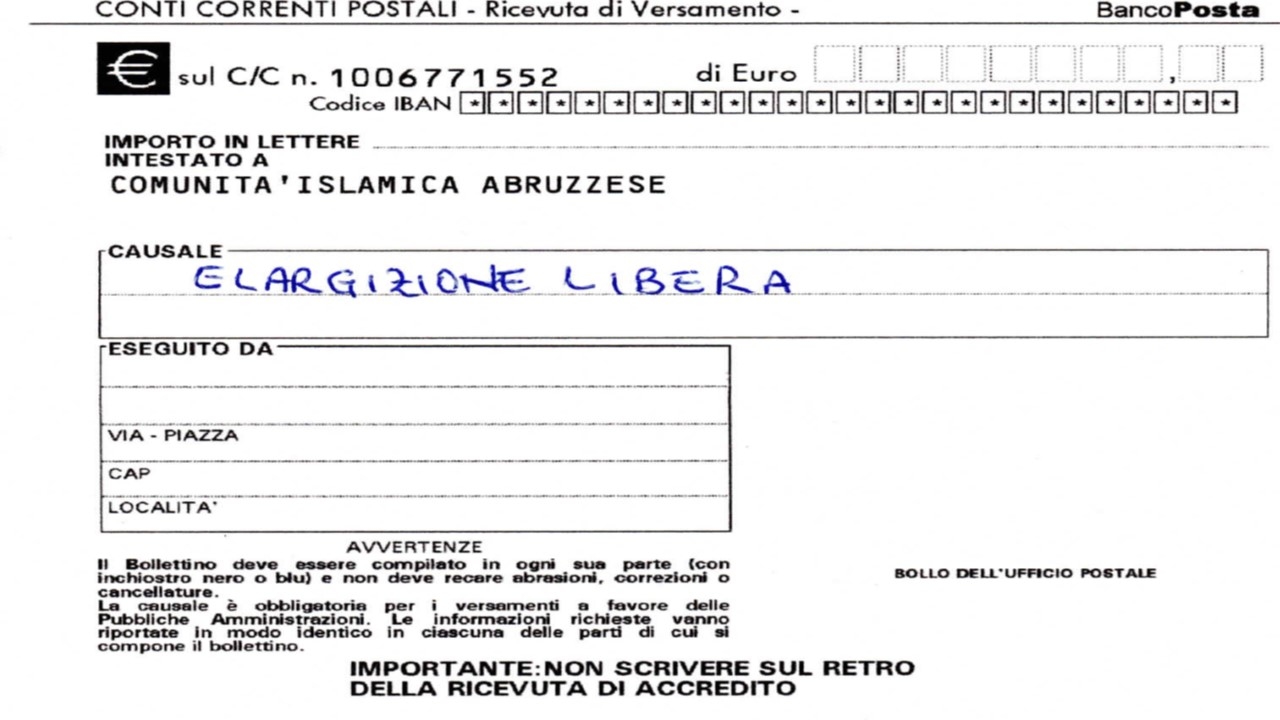 CONTI CORRENTI POSTALI - Ricevuta di Versamento - BancoPosta
€ sul C/C n. 1006771552 di Euro ,
Codice IBAN * * * * * * * * * * * * * * * * * * * * * * * * * * *
IMPORTO IN LETTERE
INTESTATO A
COMUNITA'ISLAMICA ABRUZZESE
CAUSALE
ELARGIZIONE LIBERA
ESEGUITO DA
VIA - PIAZZA
CAP
LOCALITA'
AVVERTENZE
Il Bollettino deve essere compilato in ogni sua parte (con
inchiostro nero o blu) e non deve recare abrasioni, correzioni o
cancellature.
La causale è obbligatoria per i versamenti a favore delle
Pubbliche Amministrazioni. Le informazioni richieste vanno
riportate in modo identico in ciascuna delle parti di cui si
compone il bollettino.
BOLLO DELL'UFFICIO POSTALE
IMPORTANTE:NON SCRIVERE SUL RETRO
DELLA RICEVUTA DI ACCREDITO